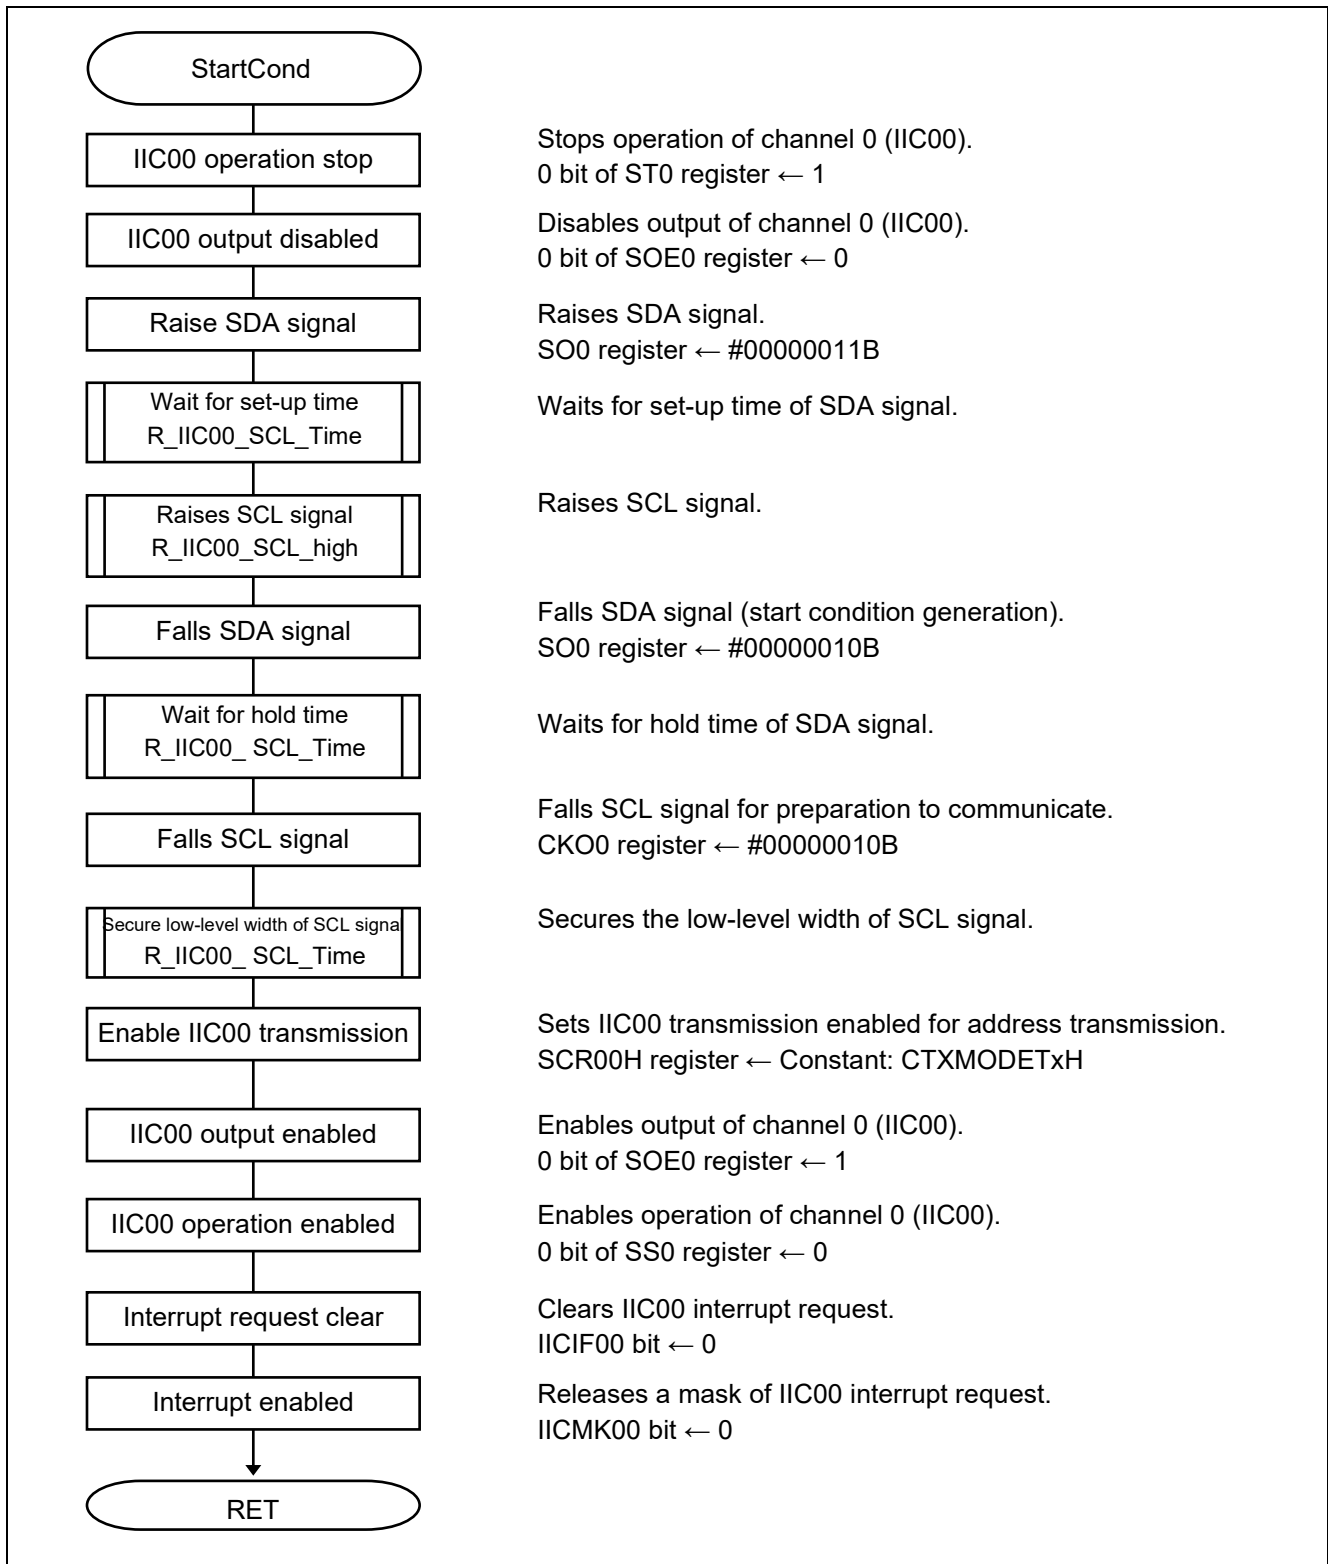 StartCond
IIC00 operation stop
Stops operation of channel 0 (IIC00).
0 bit of ST0 register ← 1
IIC00 output disabled
Disables output of channel 0 (IIC00).
0 bit of SOE0 register ← 0
Raise SDA signal
Raises SDA signal.
SO0 register ← #00000011B
Wait for set-up time
R_IIC00_SCL_Time
Waits for set-up time of SDA signal.
Raises SCL signal
R_IIC00_SCL_high
Raises SCL signal.
Falls SDA signal
Falls SDA signal (start condition generation).
SO0 register ← #00000010B
Wait for hold time
R_IIC00_ SCL_Time
Waits for hold time of SDA signal.
Falls SCL signal
Falls SCL signal for preparation to communicate.
CKO0 register ← #00000010B
Secure low-level width of SCL signal
R_IIC00_ SCL_Time
Secures the low-level width of SCL signal.
Enable IIC00 transmission
Sets IIC00 transmission enabled for address transmission.
SCR00H register ← Constant: CTXMODETxH
IIC00 output enabled
Enables output of channel 0 (IIC00).
0 bit of SOE0 register ← 1
IIC00 operation enabled
Enables operation of channel 0 (IIC00).
0 bit of SS0 register ← 0
Interrupt request clear
Clears IIC00 interrupt request.
IICIF00 bit ← 0
Interrupt enabled
Releases a mask of IIC00 interrupt request.
IICMK00 bit ← 0
RET